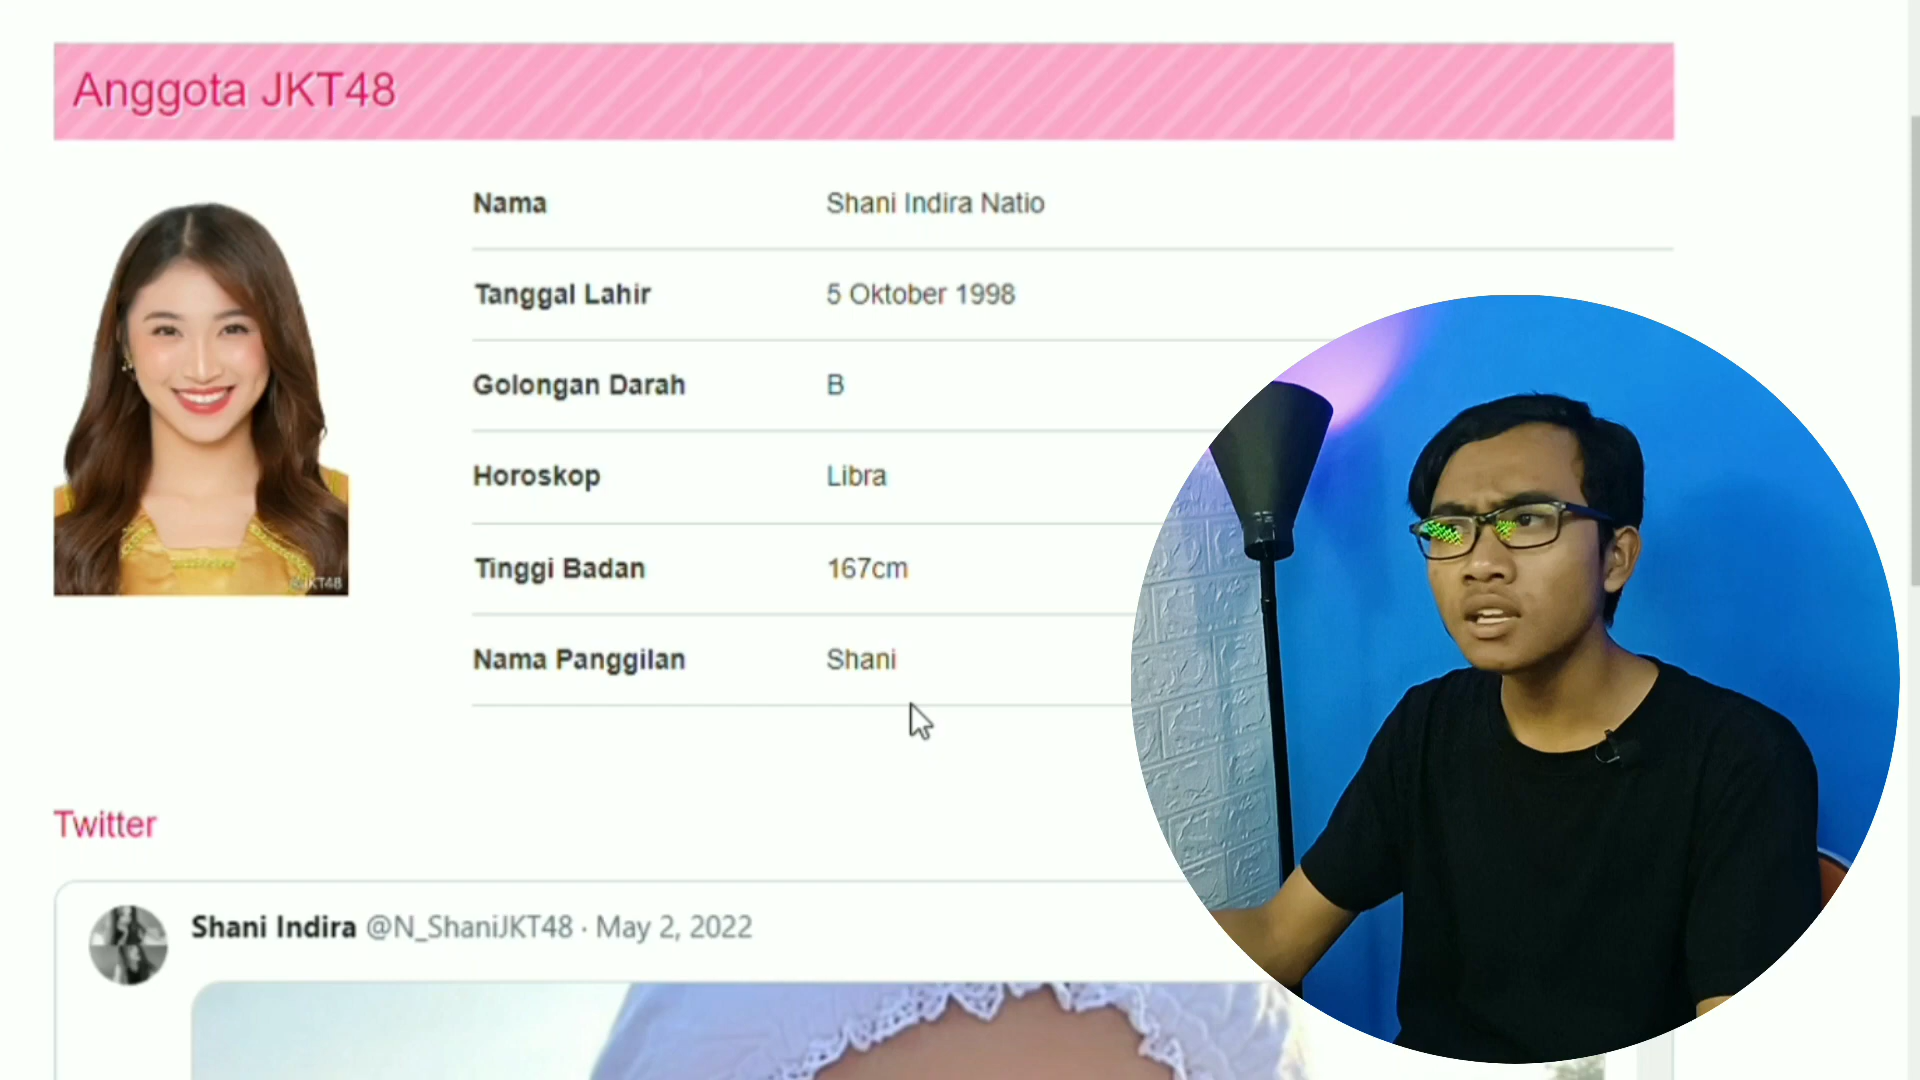 Anggota JKT48
Nama Shani Indira Natio
Tanggal Lahir 5 Oktober 1998
Golongan Darah B
Horoskop Libra
Tinggi Badan 167cm
@JKT48
Nama Panggilan Shani
Twitter
Shani Indira @N_ShaniJKT48 · May 2, 2022